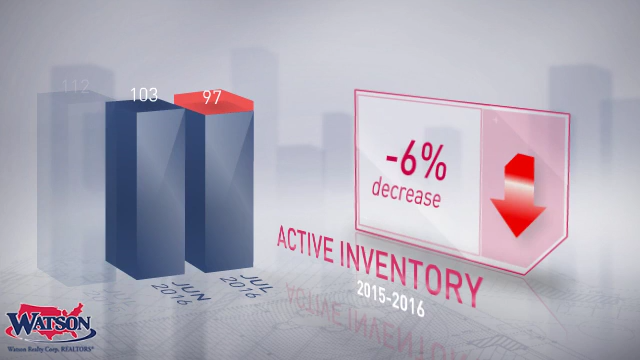 112
103
97
-6%
decrease
JUN
2016
JUL
2016
ACTIVE INVENTORY
2015-2016
WATSON
Watson Realty Corp. REALTORS®